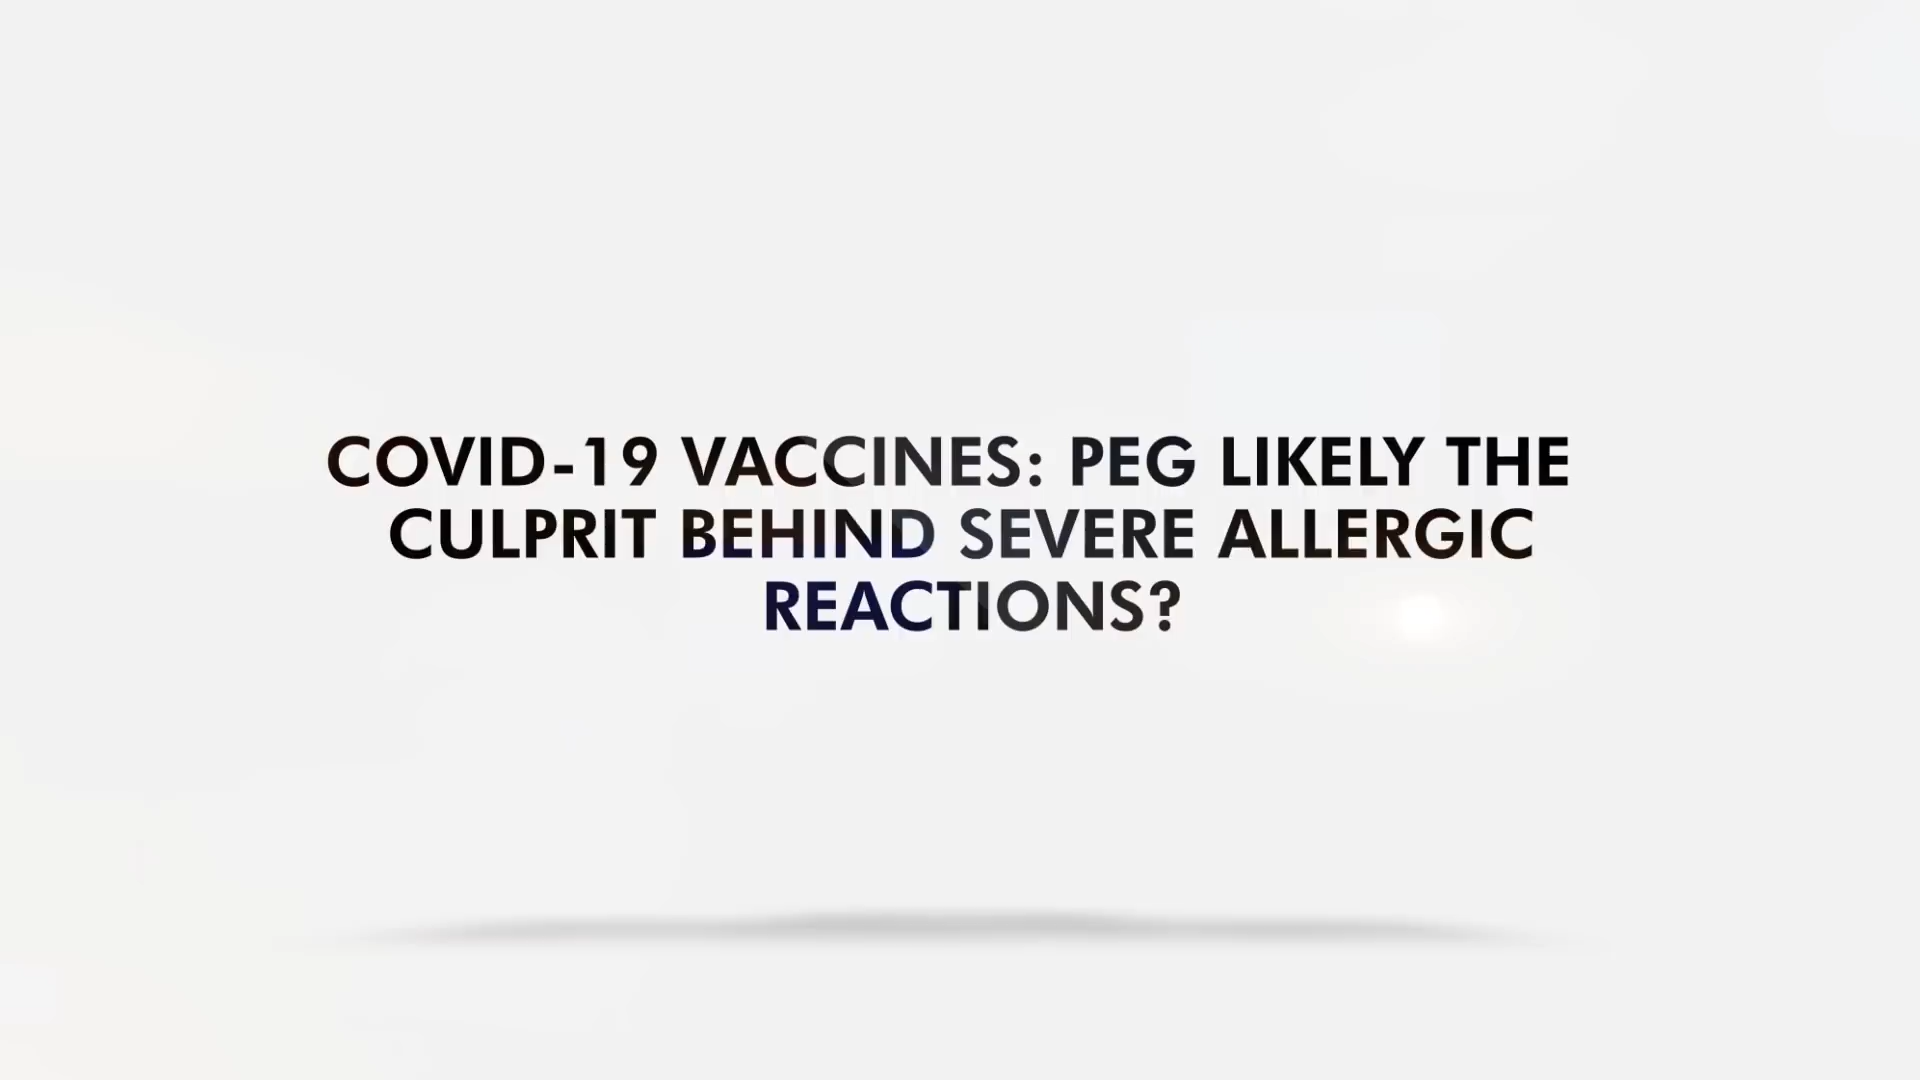 COVID-19 VACCINES: PEG LIKELY THE
CULPRIT BEHIND SEVERE ALLERGIC
REACTIONS?